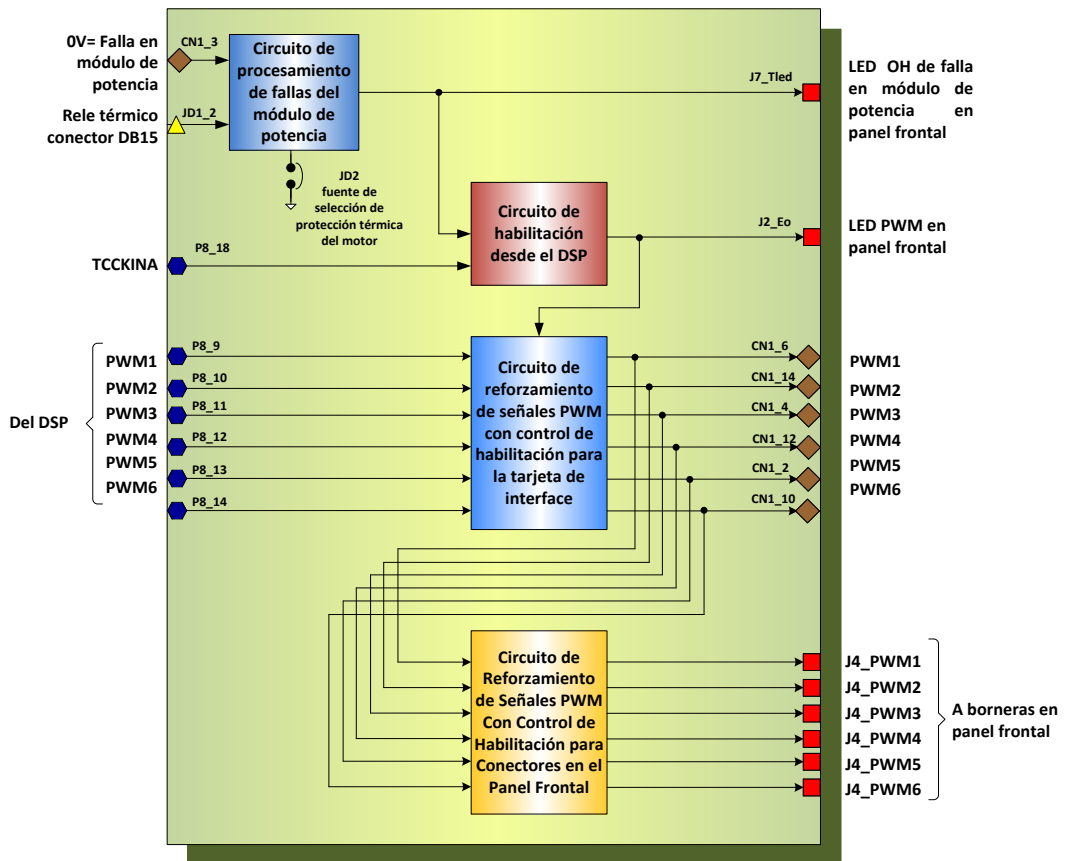 0V= Falla en
módulo de
potencia
CN1_3
Rele térmico
conector DB15
JD1_2
Circuito de
procesamiento
de fallas del
módulo de
potencia
JD2
fuente de
selección de
protección térmica
del motor
J7_Tled
LED OH de falla
en módulo de
potencia en
panel frontal
TCCKINA
P8_18
Circuito de
habilitación
desde el DSP
J2_Eo
LED PWM en
panel frontal
Del DSP
PWM1
PWM2
PWM3
PWM4
PWM5
PWM6
P8_9
P8_10
P8_11
P8_12
P8_13
P8_14
Circuito de
reforzamiento
de señales PWM
con control de
habilitación para
la tarjeta de
interface
CN1_6
CN1_14
CN1_4
CN1_12
CN1_2
CN1_10
PWM1
PWM2
PWM3
PWM4
PWM5
PWM6
Circuito de
Reforzamiento
de Señales PWM
Con Control de
Habilitación para
Conectores en el
Panel Frontal
J4_PWM1
J4_PWM2
J4_PWM3
J4_PWM4
J4_PWM5
J4_PWM6
A borneras en
panel frontal